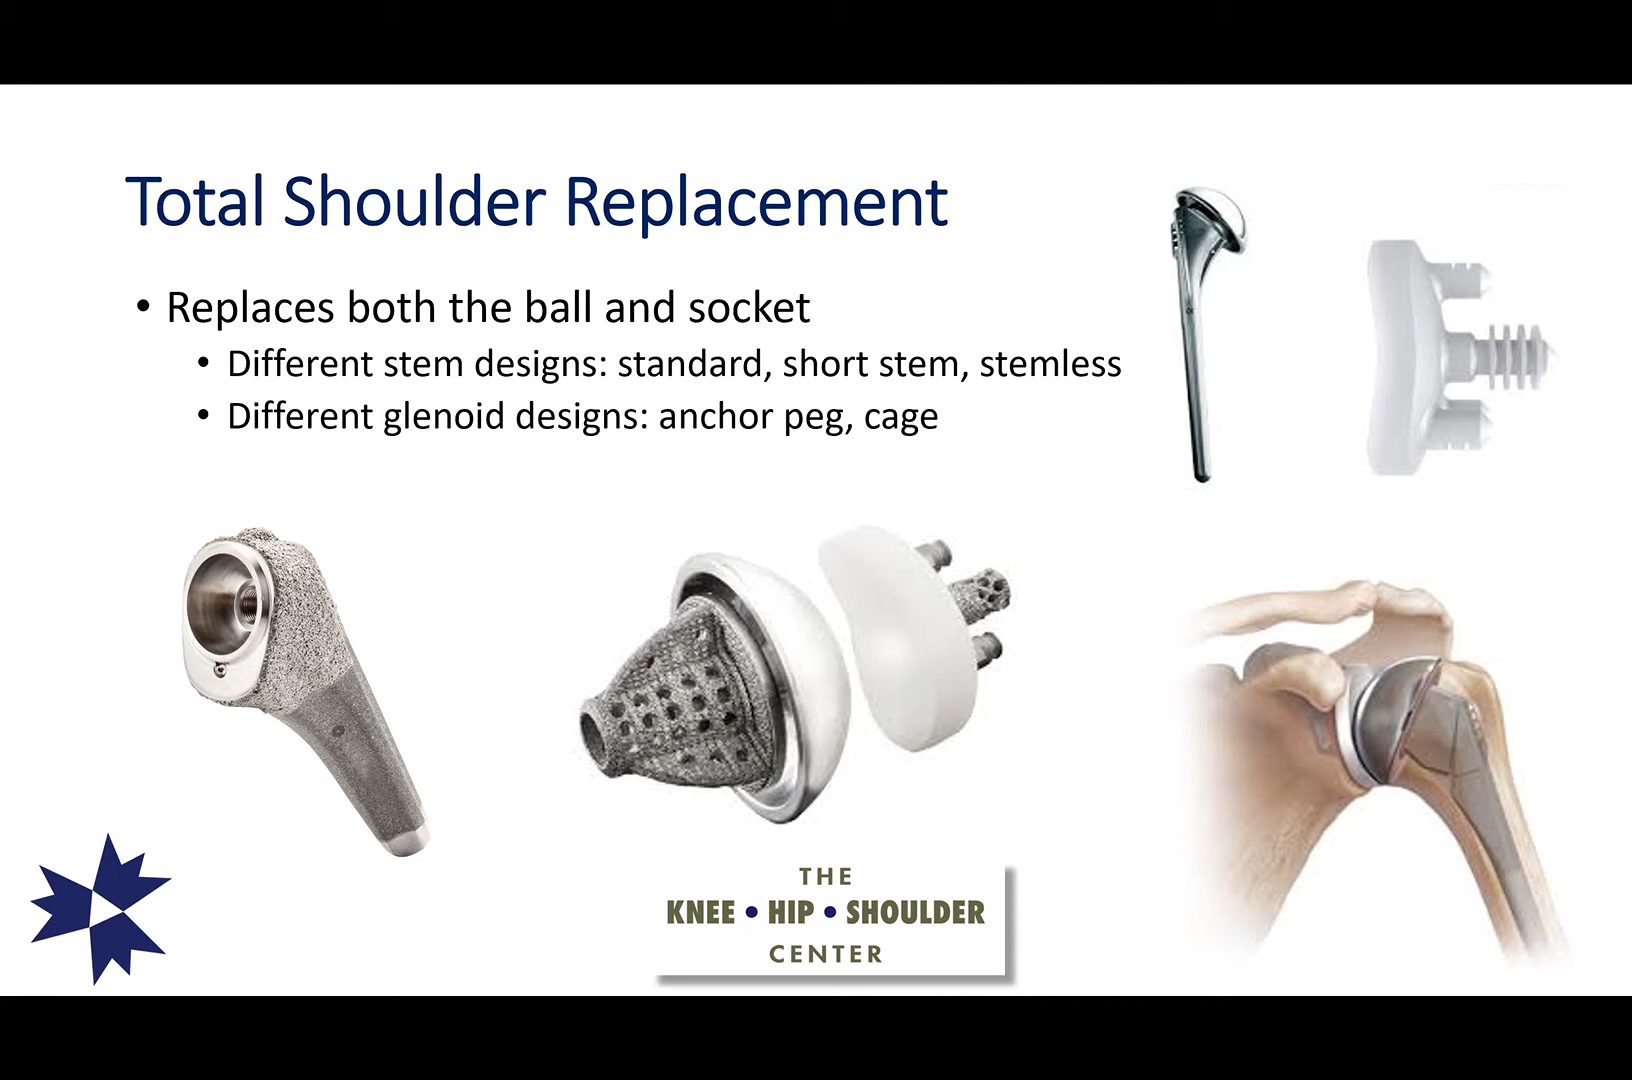 Total Shoulder Replacement
• Replaces both the ball and socket
• Different stem designs: standard, short stem, stemless
• Different glenoid designs: anchor peg, cage
THE
KNEE • HIP • SHOULDER
CENTER